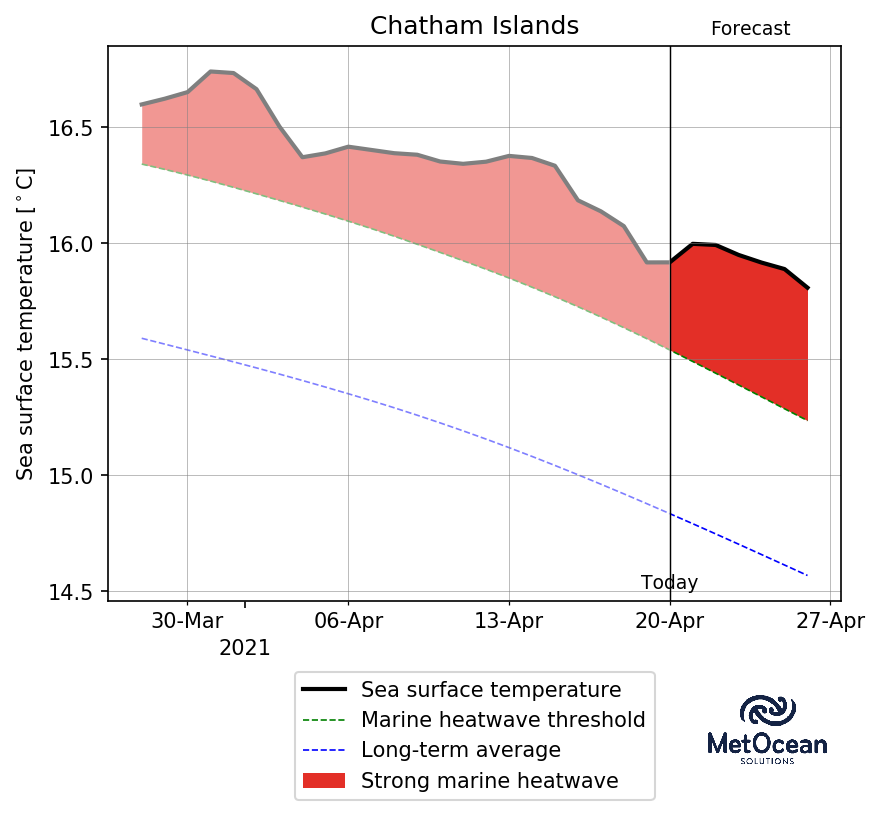 Chatham Islands
Forecast
Sea surface temperature [°C]
16.5
16.0
15.5
15.0
14.5
Today
30-Mar 06-Apr 13-Apr 20-Apr 27-Apr
2021
Sea surface temperature
Marine heatwave threshold
Long-term average
Strong marine heatwave
MetOcean
SOLUTIONS